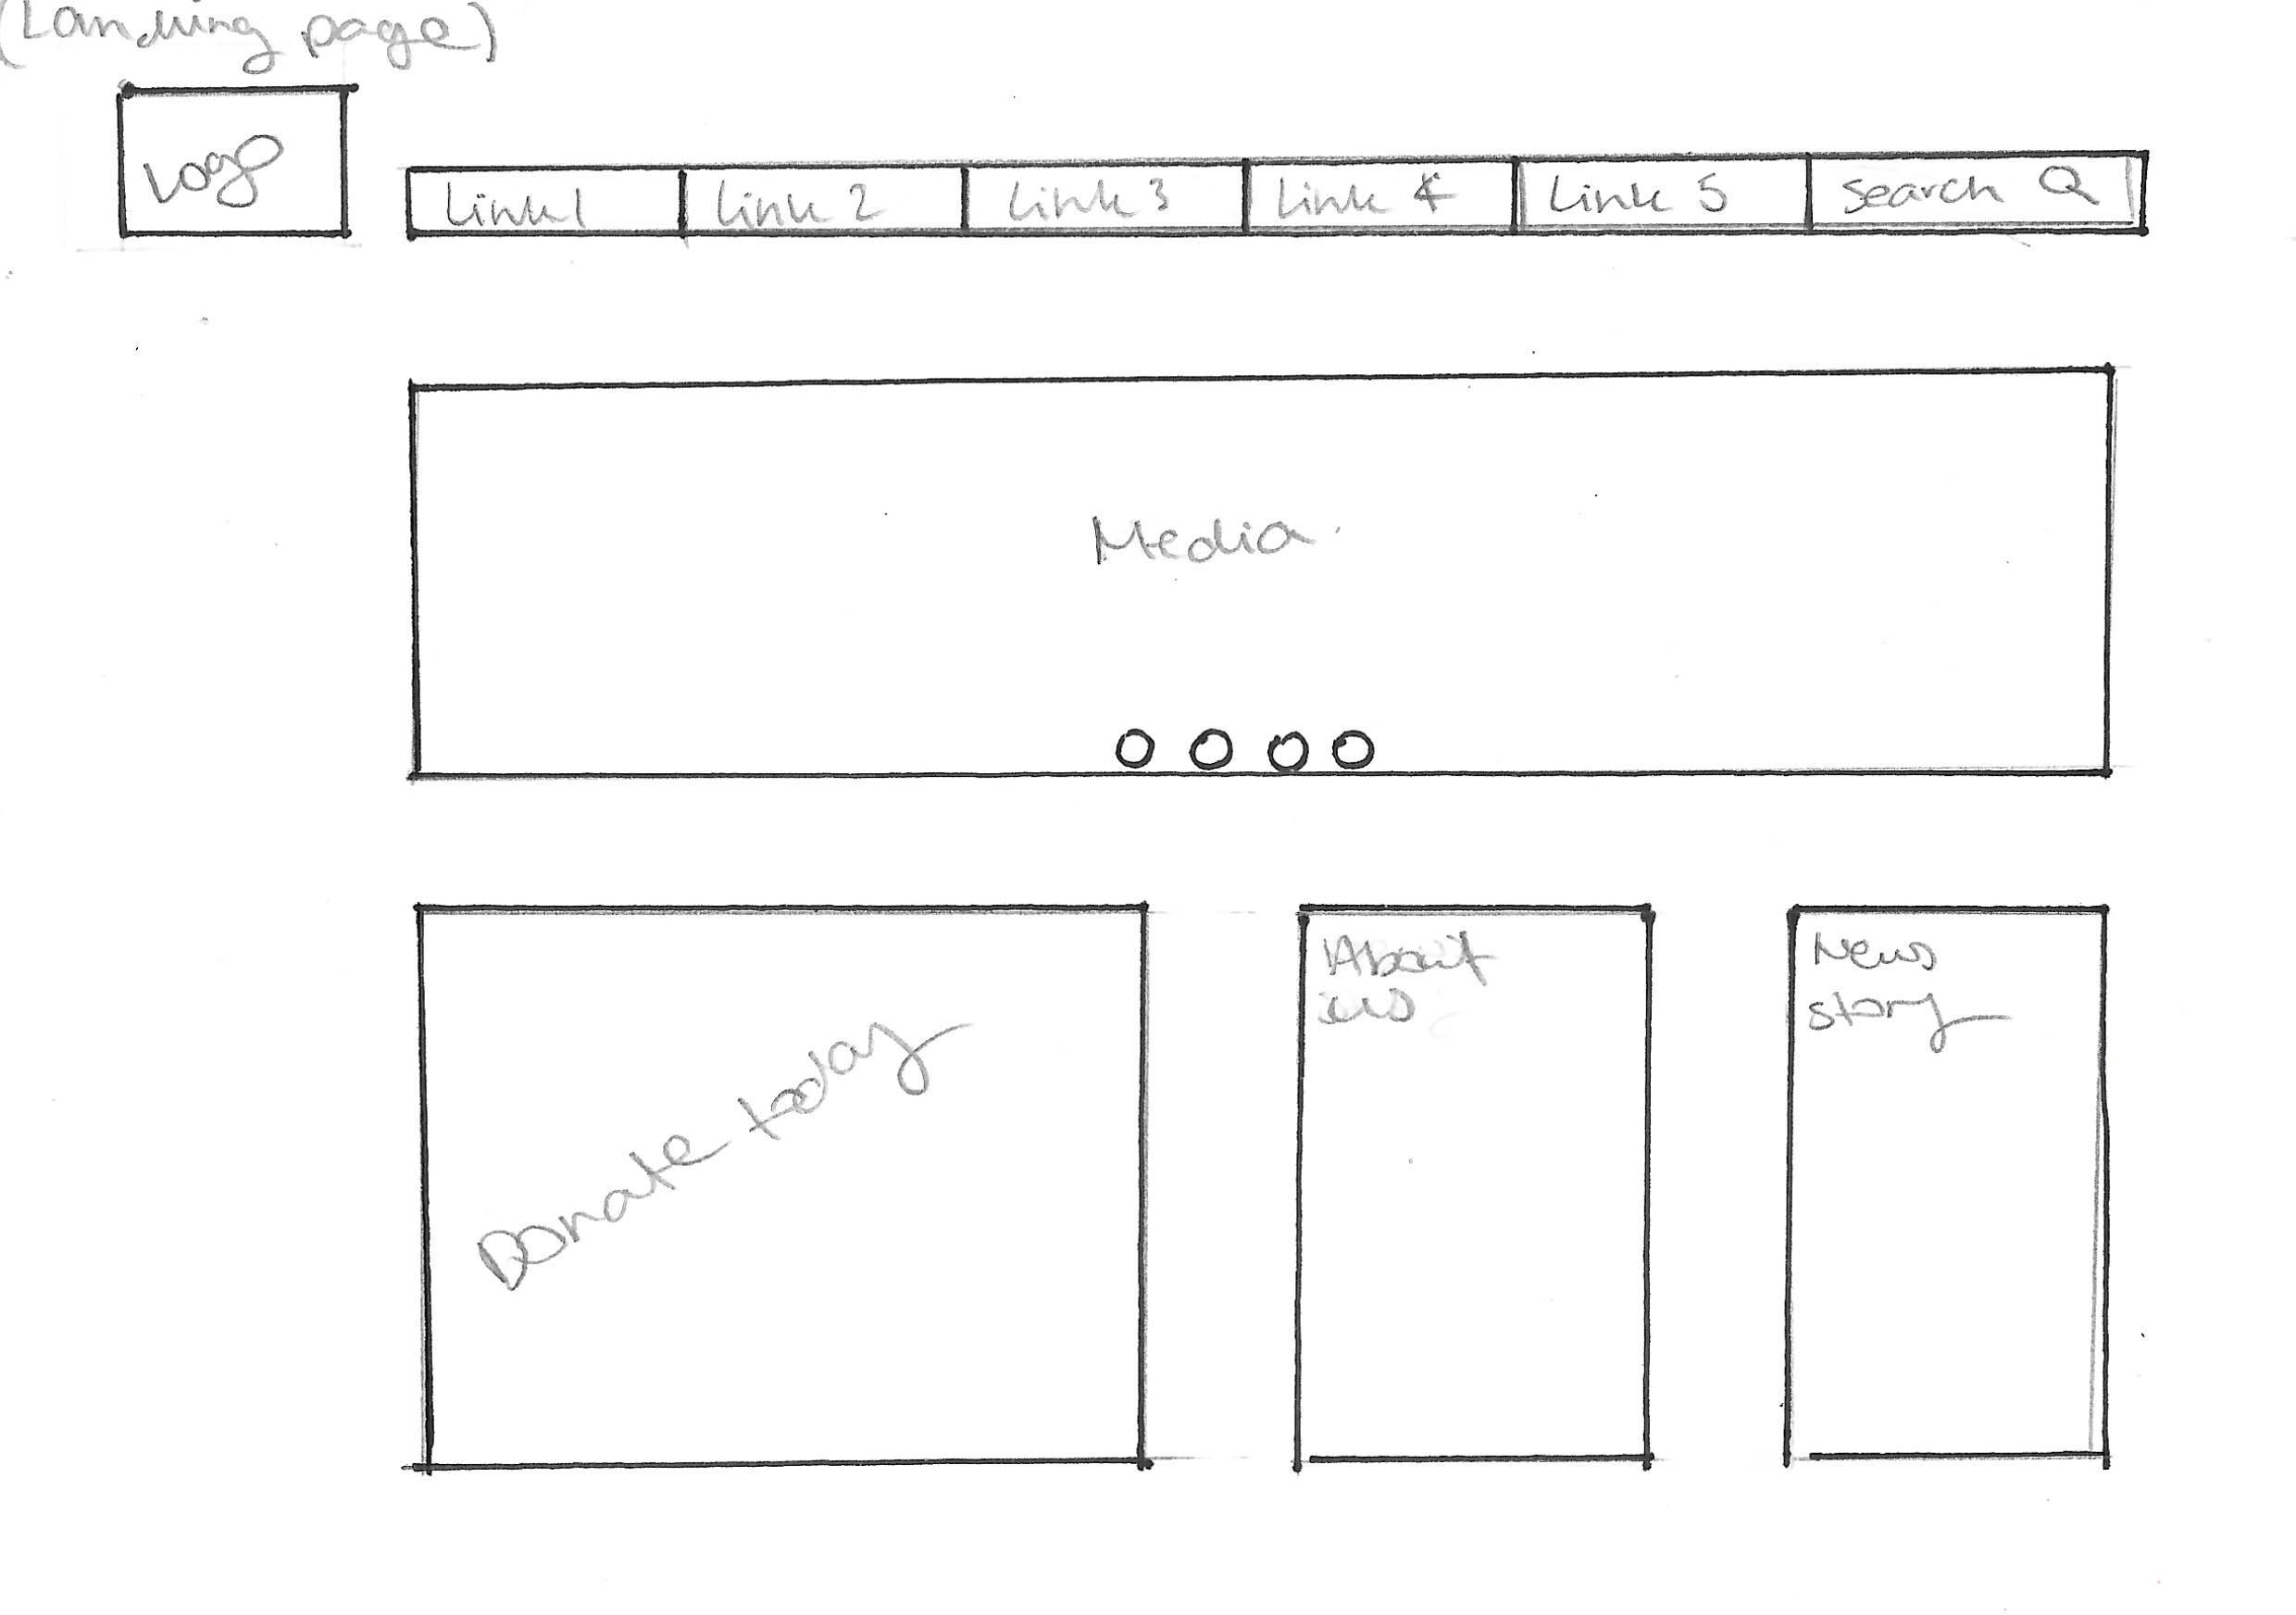 (Landing page)
Logo
Link 1
Link 2
Link 3
Link 4
Link 5
Search
Media
Donate today
About
us
News
story